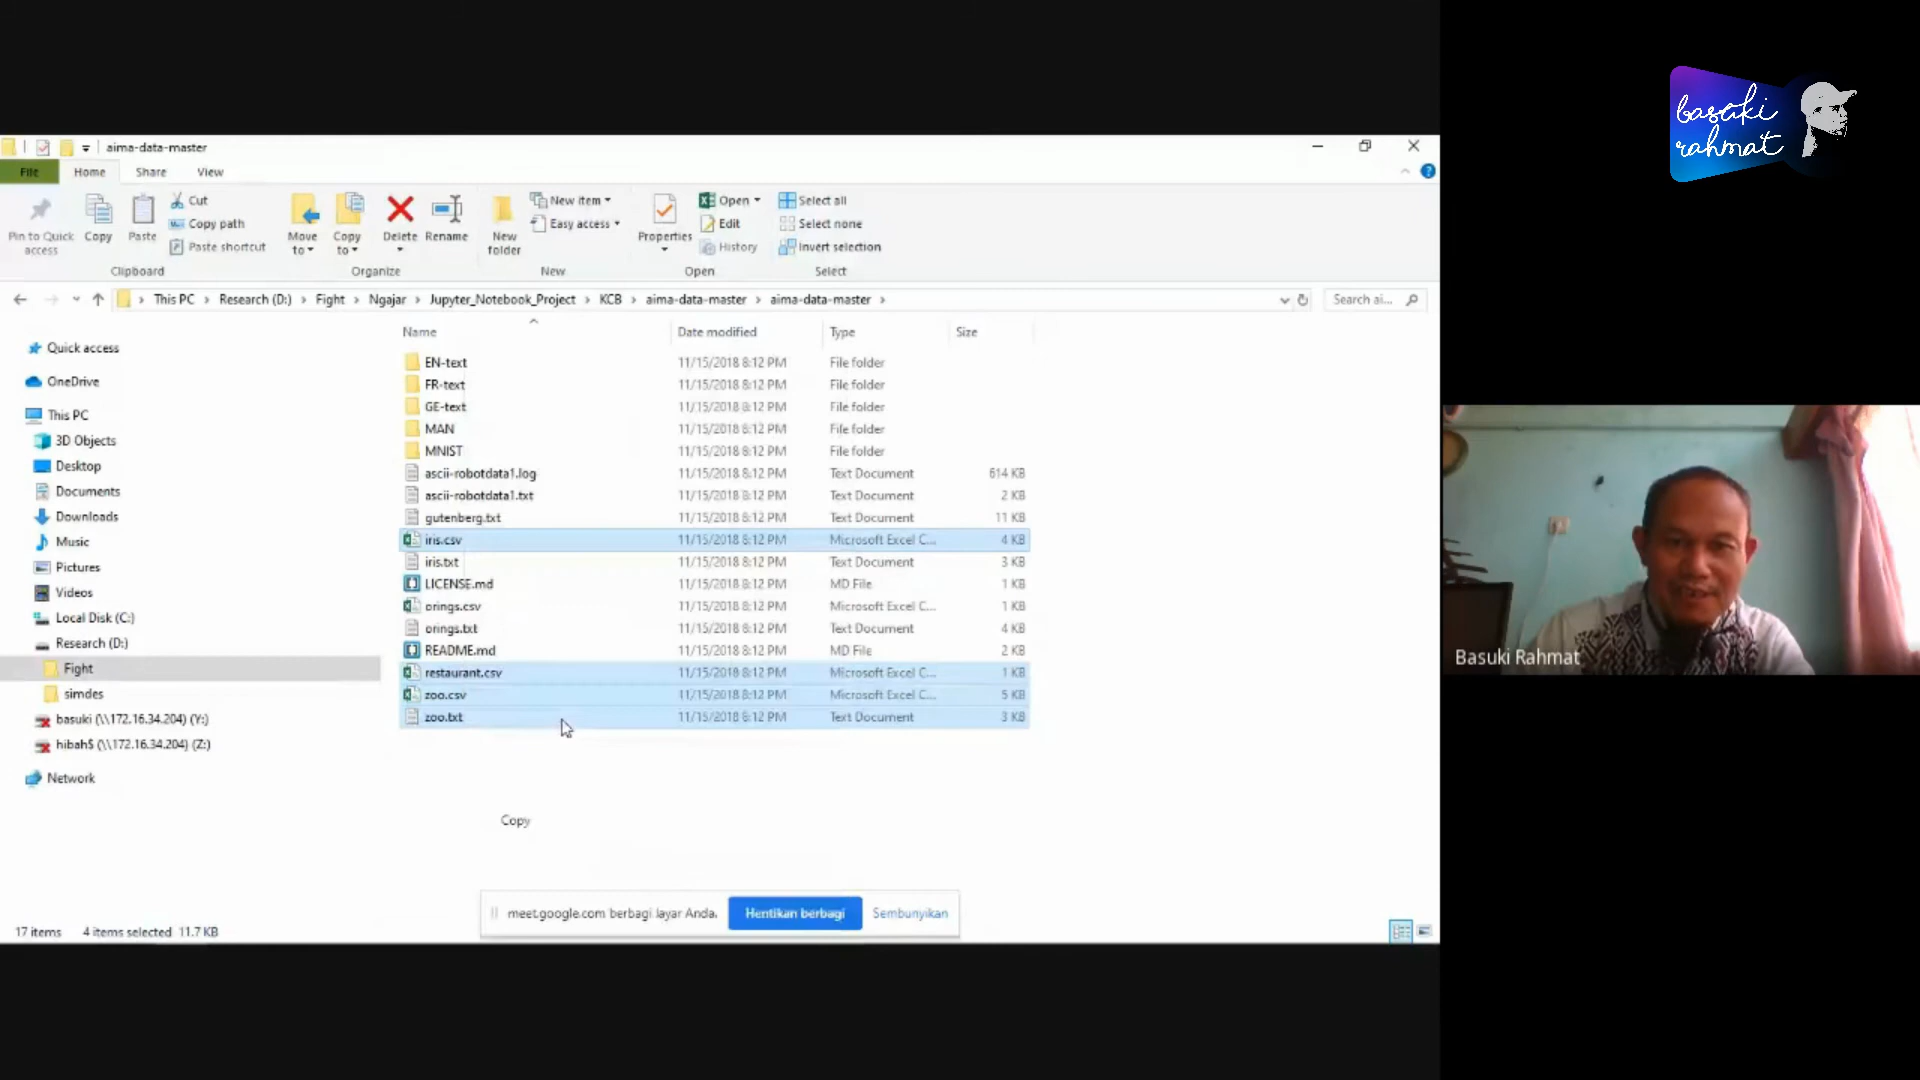 aima-data-master
File Home Share View
Pin to Quick access
Copy
Paste
Cut
Copy path
Paste shortcut
Clipboard
Move to
Copy to
Delete
Rename
Organize
New folder
New item
Easy access
New
Properties
Open
Edit
History
Open
Select all
Select none
Invert selection
Select
This PC › Research (D:) › Fight › Ngajar › Jupyter_Notebook_Project › KCB › aima-data-master › aima-data-master ›
Search ai...
Quick access
OneDrive
This PC
3D Objects
Desktop
Documents
Downloads
Music
Pictures
Videos
Local Disk (C:)
Research (D:)
Fight
simdes
basuki (\\172.16.34.204) (Y:)
hibah$ (\\172.16.34.204) (Z:)
Network
Name Date modified Type Size
EN-text 11/15/2018 8:12 PM File folder
FR-text 11/15/2018 8:12 PM File folder
GE-text 11/15/2018 8:12 PM File folder
MAN 11/15/2018 8:12 PM File folder
MNIST 11/15/2018 8:12 PM File folder
ascii-robotdata1.log 11/15/2018 8:12 PM Text Document 614 KB
ascii-robotdata1.txt 11/15/2018 8:12 PM Text Document 2 KB
gutenberg.txt 11/15/2018 8:12 PM Text Document 11 KB
iris.csv 11/15/2018 8:12 PM Microsoft Excel C... 4 KB
iris.txt 11/15/2018 8:12 PM Text Document 3 KB
LICENSE.md 11/15/2018 8:12 PM MD File 1 KB
orings.csv 11/15/2018 8:12 PM Microsoft Excel C... 1 KB
orings.txt 11/15/2018 8:12 PM Text Document 4 KB
README.md 11/15/2018 8:12 PM MD File 2 KB
restaurant.csv 11/15/2018 8:12 PM Microsoft Excel C... 1 KB
zoo.csv 11/15/2018 8:12 PM Microsoft Excel C... 5 KB
zoo.txt 11/15/2018 8:12 PM Text Document 3 KB
Copy
meet.google.com berbagi layar Anda. Hentikan berbagi Sembunyikan
17 items 4 items selected 11.7 KB
basuki
rahmat
Basuki Rahmat